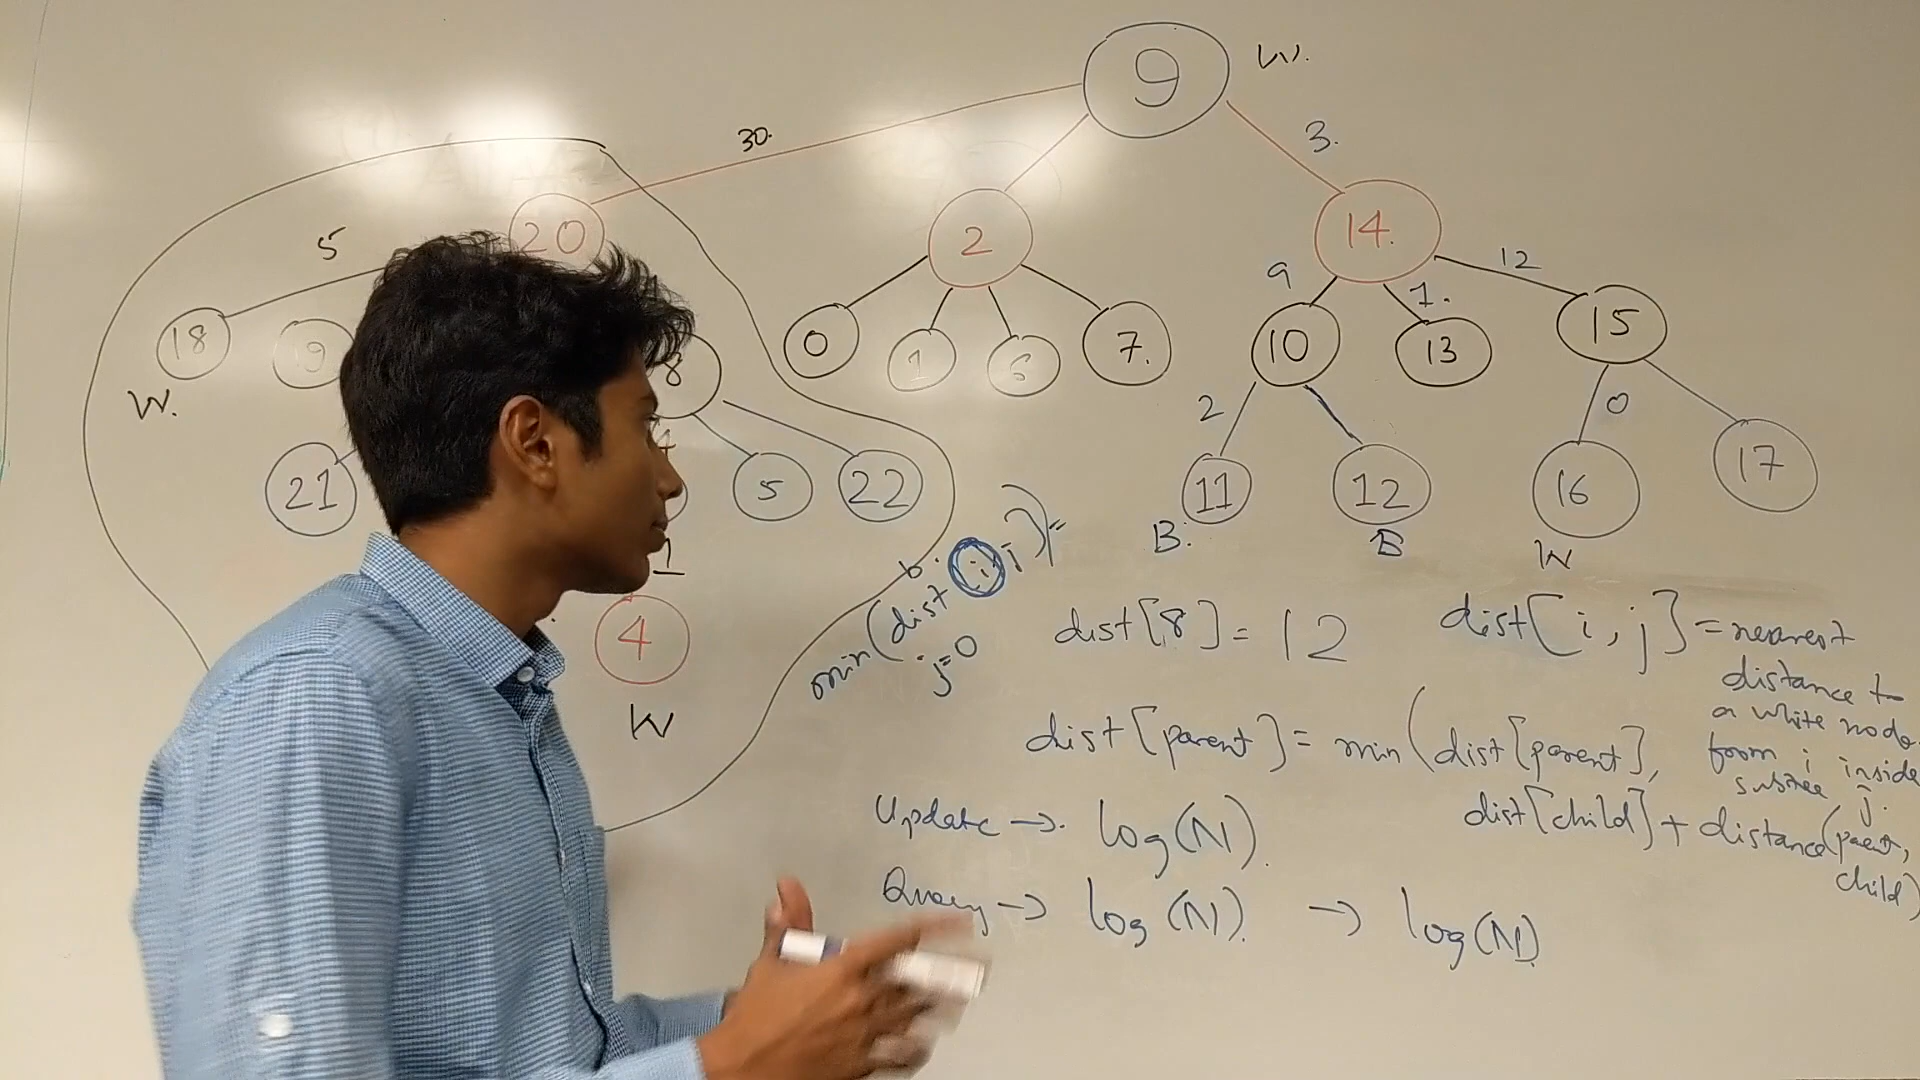 9 W.
30. 3.
20 2 14.
5 9 1. 12
18 19 8 0 1 6 7. 10 13 15
W. 2 0
21 5 22 11 12 16 17
B. B W
1
4
W
min(dist[i,j])=
j=0
dist[8] = 12
dist[i,j] = nearest
distance to
a white node
from i inside
subtree j.
dist[parent] = min(dist[parent],
dist[child] + distance(parent,
child)
Update → log(N).
Query → log(N). → log(N).